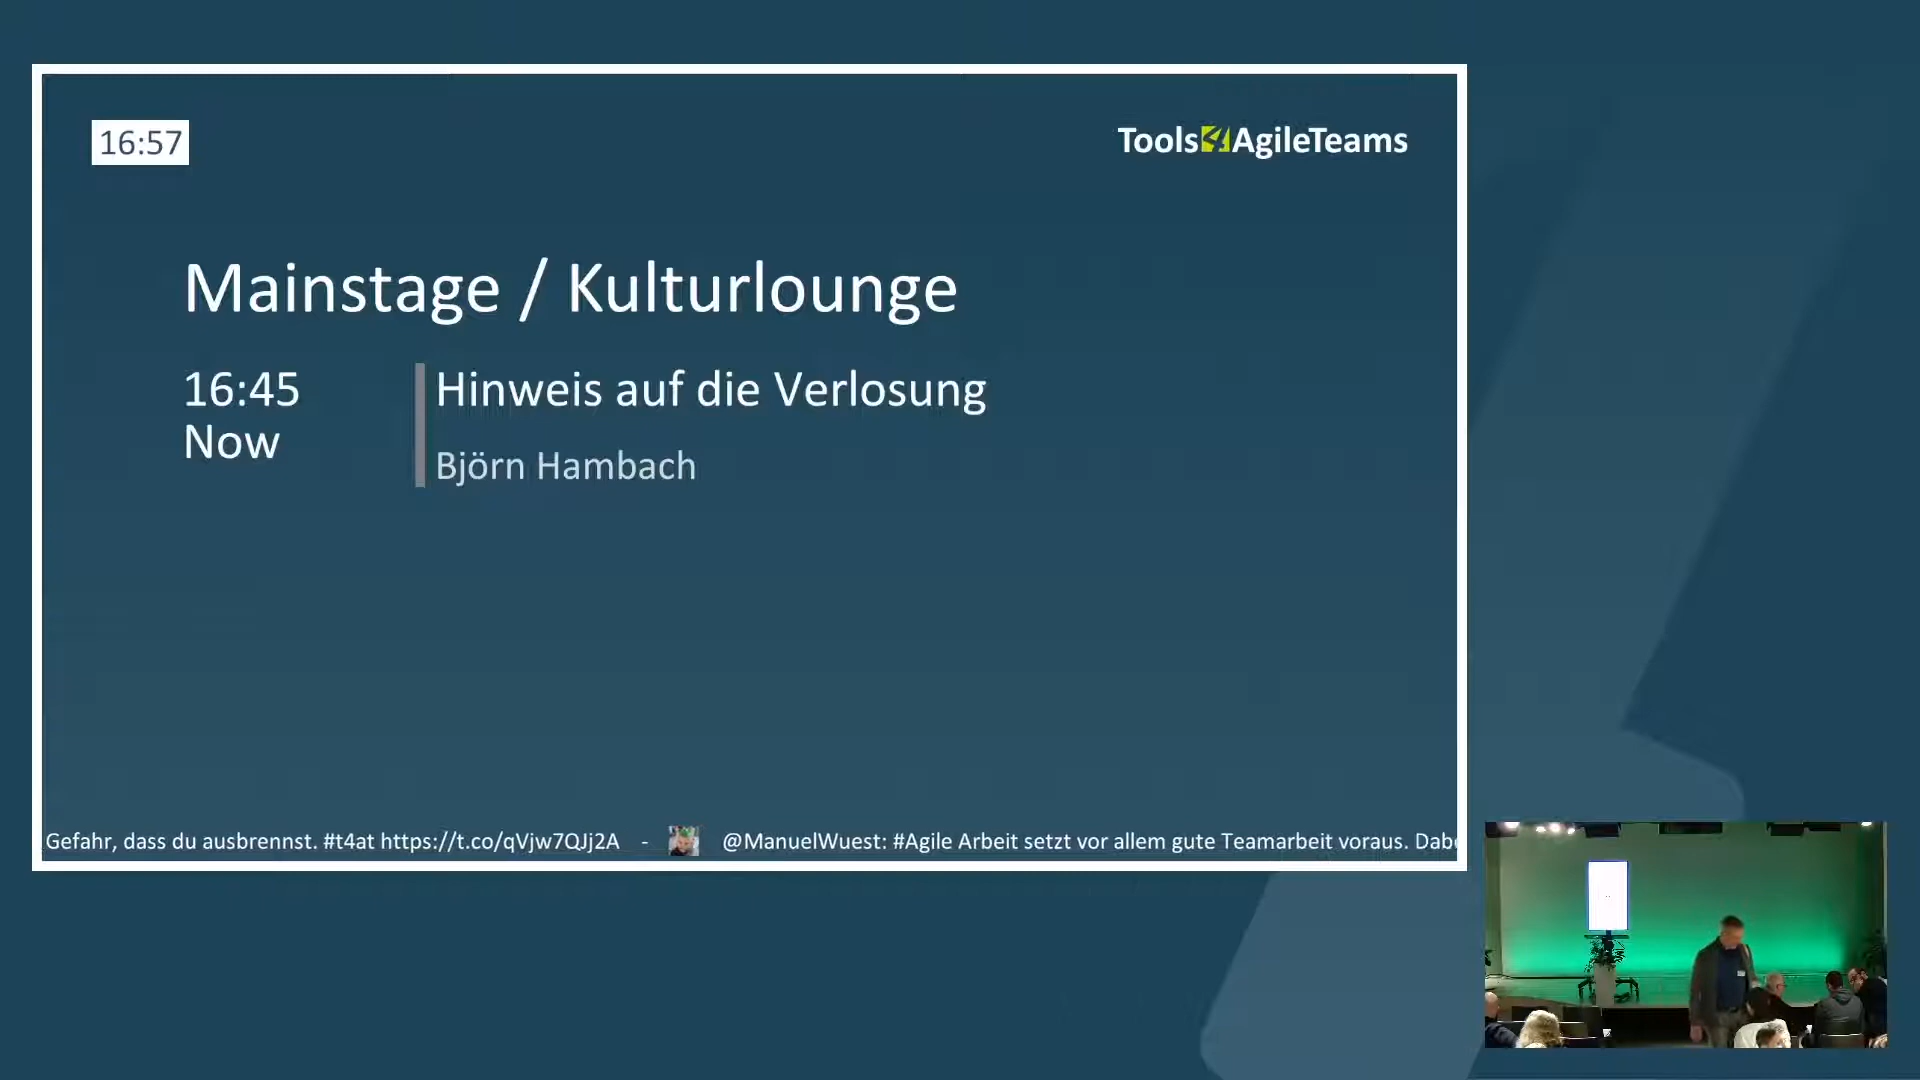 16:57
Tools4AgileTeams
Mainstage / Kulturlounge
16:45
Now
Hinweis auf die Verlosung
Björn Hambach
Gefahr, dass du ausbrennst. #t4at https://t.co/qVjw7QJj2A - @ManuelWuest: #Agile Arbeit setzt vor allem gute Teamarbeit voraus. Dab